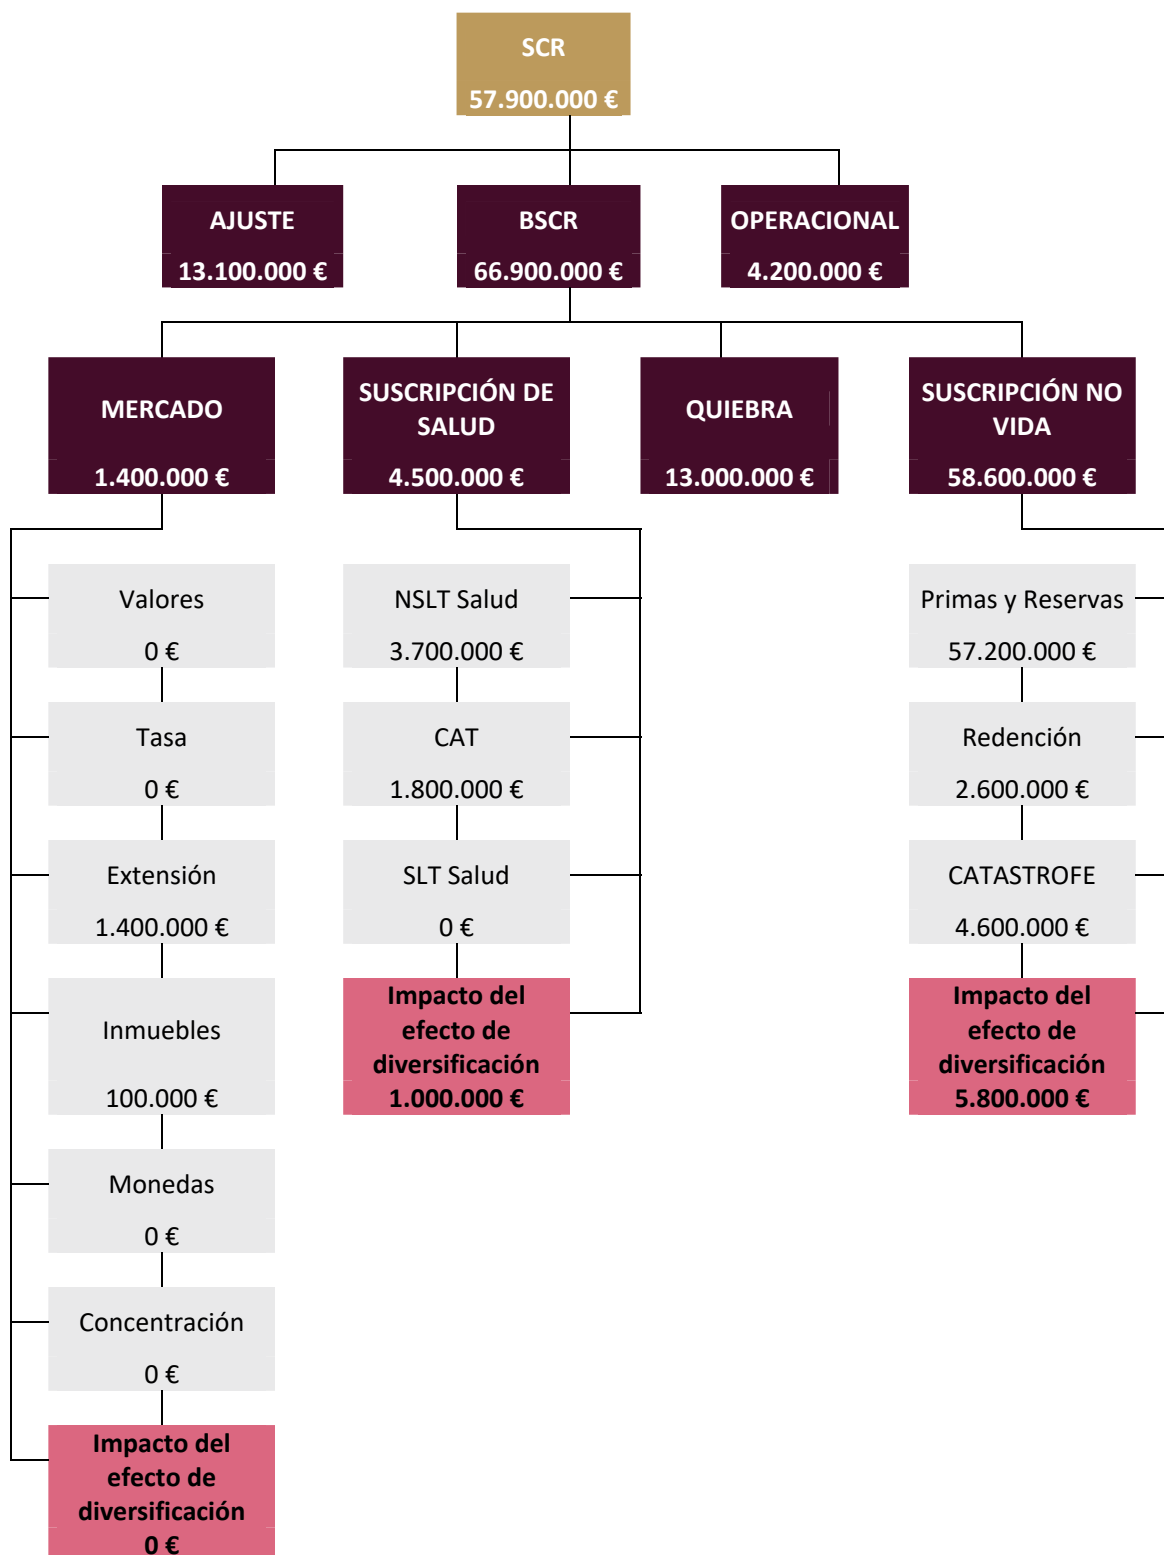 SCR
57.900.000 €
AJUSTE
13.100.000 €
BSCR
66.900.000 €
OPERACIONAL
4.200.000 €
MERCADO
1.400.000 €
SUSCRIPCIÓN DE
SALUD
4.500.000 €
QUIEBRA
13.000.000 €
SUSCRIPCIÓN NO
VIDA
58.600.000 €
Valores
0 €
Tasa
0 €
Extensión
1.400.000 €
Inmuebles
100.000 €
Monedas
0 €
Concentración
0 €
Impacto del
efecto de
diversificación
0 €
NSLT Salud
3.700.000 €
CAT
1.800.000 €
SLT Salud
0 €
Impacto del
efecto de
diversificación
1.000.000 €
Primas y Reservas
57.200.000 €
Redención
2.600.000 €
CATASTROFE
4.600.000 €
Impacto del
efecto de
diversificación
5.800.000 €